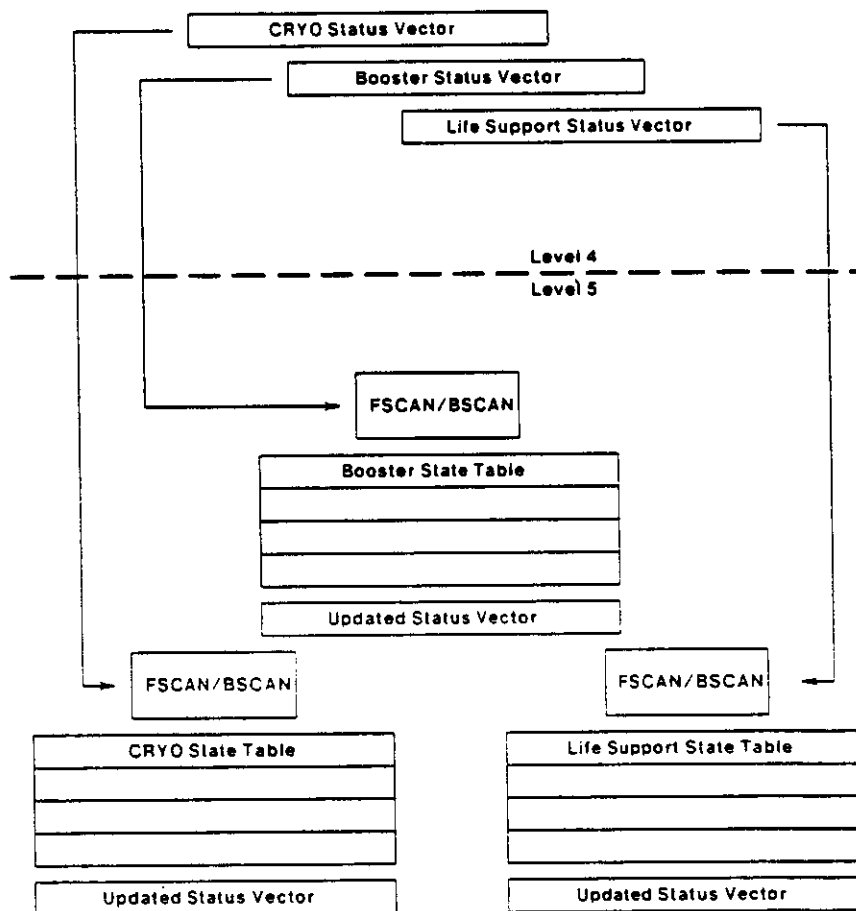 CRYO Status Vector
Booster Status Vector
Life Support Status Vector
Level 4
Level 5
FSCAN/BSCAN
Booster State Table
Updated Status Vector
FSCAN/BSCAN
FSCAN/BSCAN
CRYO State Table
Life Support State Table
Updated Status Vector
Updated Status Vector